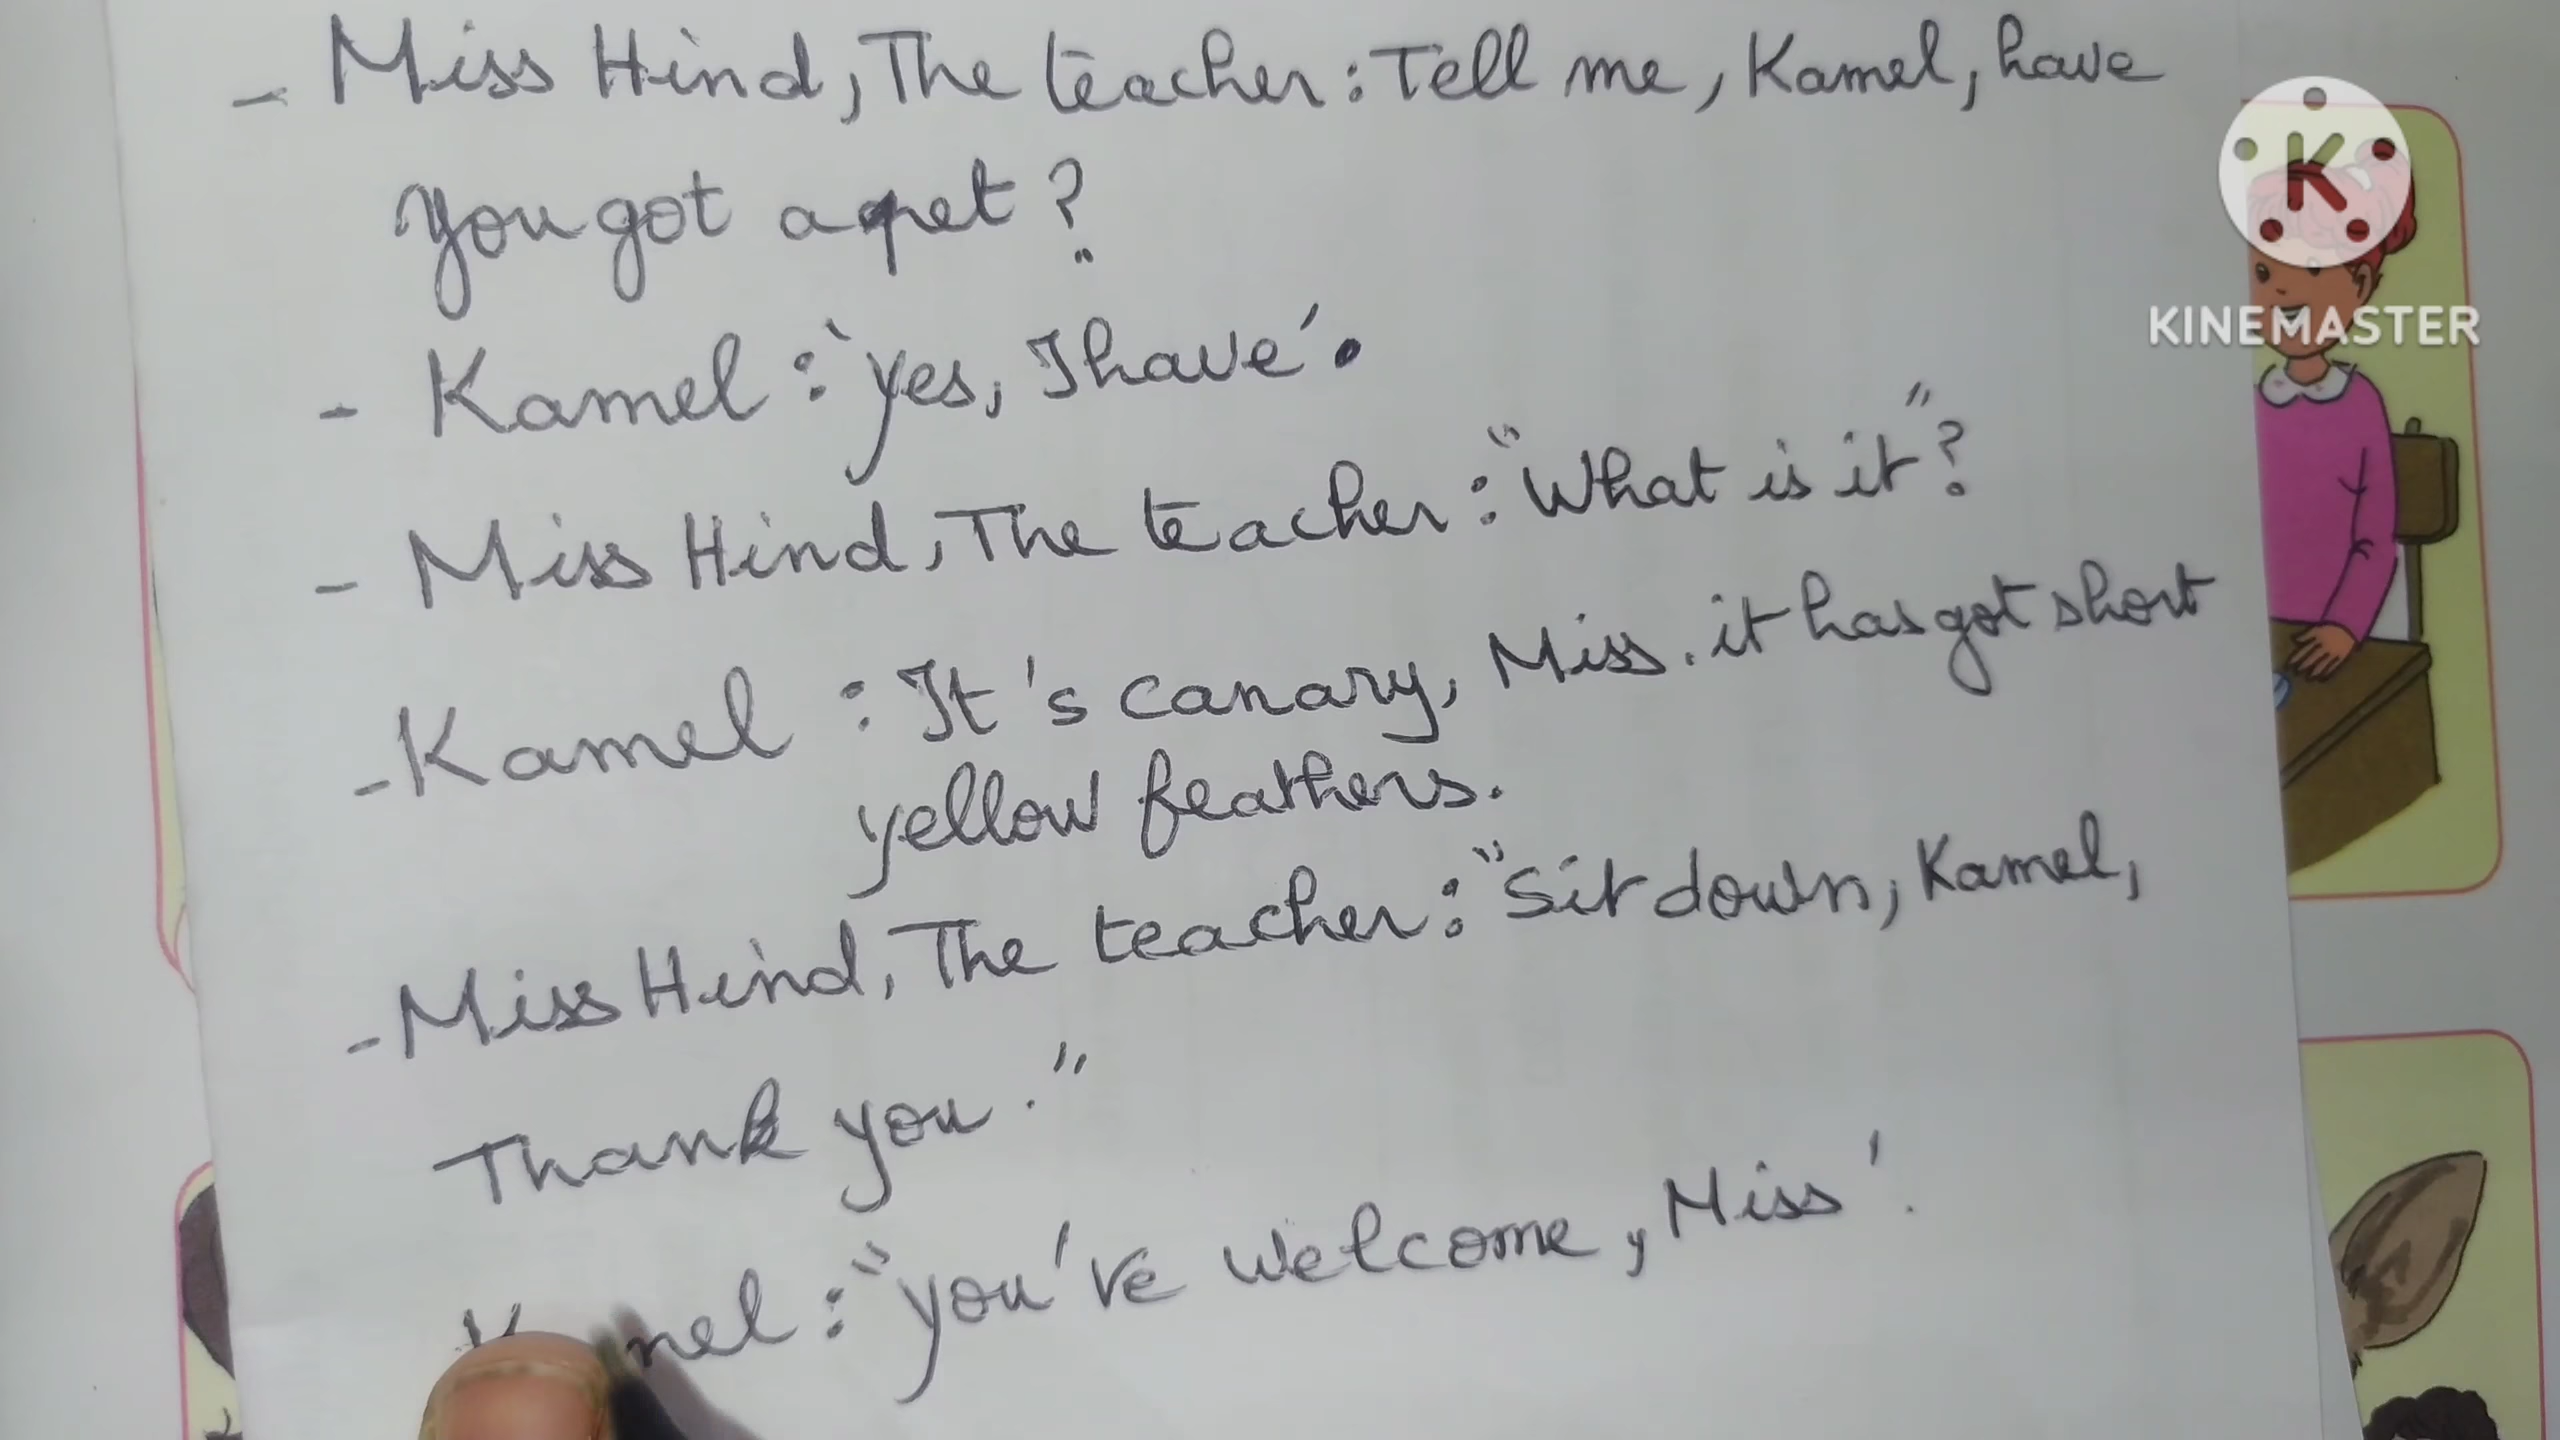 - Miss Hind, The teacher : Tell me, Kamel, have
you got a pet ?
- Kamel : "yes, I have'.
- Miss Hind, The teacher : "What is it" ?
- Kamel : It's canary, Miss. it has got short
yellow feathers.
- Miss Hind, The teacher : "Sit down, Kamel,
Thank you."
Kamel : "you've welcome, Miss'.
K
KINEMASTER